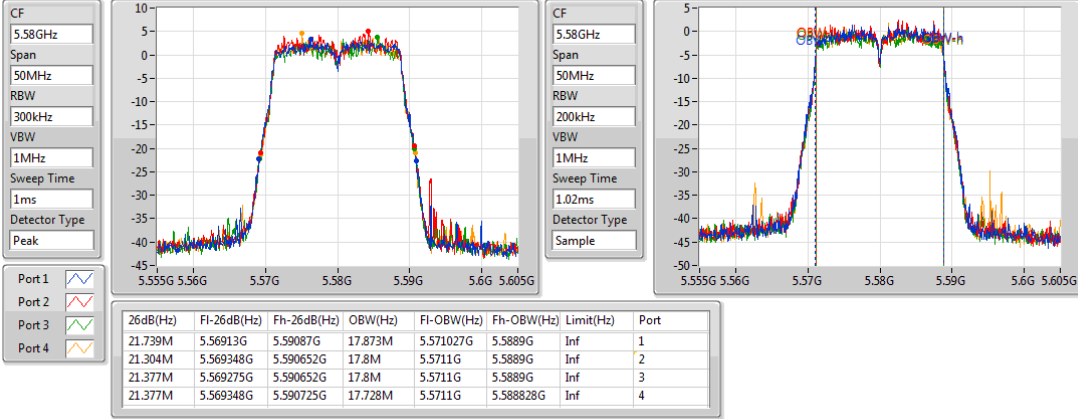 CF
5.58GHz
Span
50MHz
RBW
300kHz
VBW
1MHz
Sweep Time
1ms
Detector Type
Peak
10
5
0
-5
-10
-15
-20
-25
-30
-35
-40
-45
5.555G 5.56G 5.57G 5.58G 5.59G 5.6G 5.605G
CF
5.58GHz
Span
50MHz
RBW
200kHz
VBW
1MHz
Sweep Time
1.02ms
Detector Type
Sample
5
0
-5
-10
-15
-20
-25
-30
-35
-40
-45
-50
5.555G 5.56G 5.57G 5.58G 5.59G 5.6G 5.605G
Port 1
Port 2
Port 3
Port 4
26dB(Hz) Fl-26dB(Hz) Fh-26dB(Hz) OBW(Hz) Fl-OBW(Hz) Fh-OBW(Hz) Limit(Hz) Port
21.739M 5.56913G 5.59087G 17.873M 5.571027G 5.5889G Inf 1
21.304M 5.569348G 5.590652G 17.8M 5.5711G 5.5889G Inf 2
21.377M 5.569275G 5.590652G 17.8M 5.5711G 5.5889G Inf 3
21.377M 5.569348G 5.590725G 17.728M 5.5711G 5.588828G Inf 4